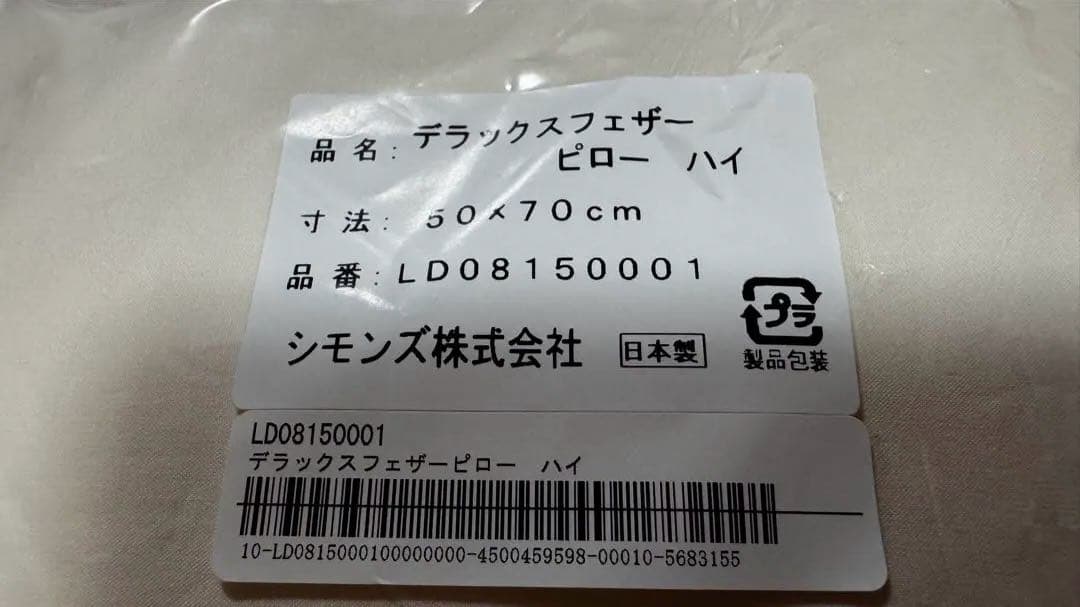 品名：デラックスフェザー
ピロー　ハイ
寸法：５０×７０ｃｍ
品番：ＬＤ０８１５０００１
シモンズ株式会社
日本製
プラ
製品包装
LD08150001
デラックスフェザーピロー　ハイ
10-LD0815000100000000-4500459598-00010-5683155